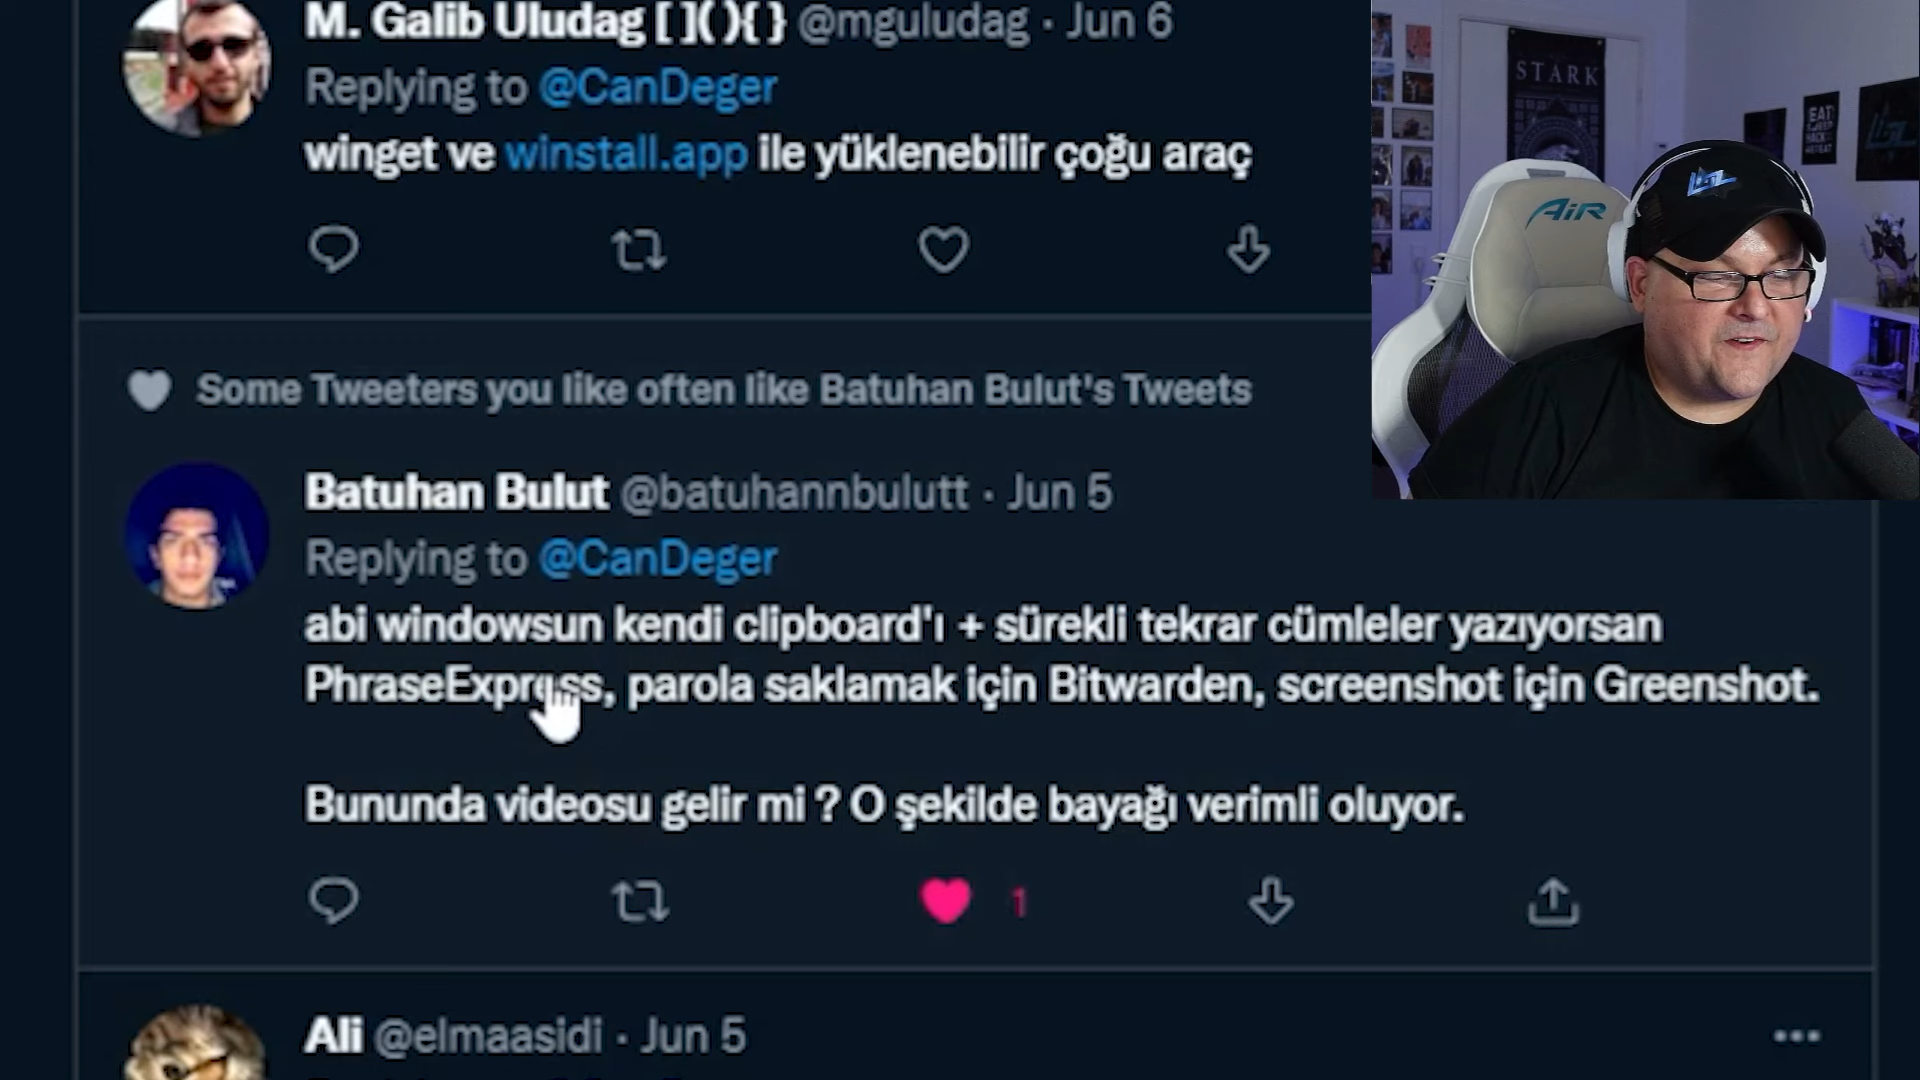 M. Galib Uludag [ ]( ){ } @mguludag · Jun 6
Replying to @CanDeger
winget ve winstall.app ile yüklenebilir çoğu araç
STARK
EAT
AIR
Some Tweeters you like often like Batuhan Bulut's Tweets
Batuhan Bulut @batuhannbulutt · Jun 5
Replying to @CanDeger
abi windowsun kendi clipboard'ı + sürekli tekrar cümleler yazıyorsan
PhraseExpress, parola saklamak için Bitwarden, screenshot için Greenshot.
Bununda videosu gelir mi ? O şekilde bayağı verimli oluyor.
1
Ali @elmaasidi · Jun 5